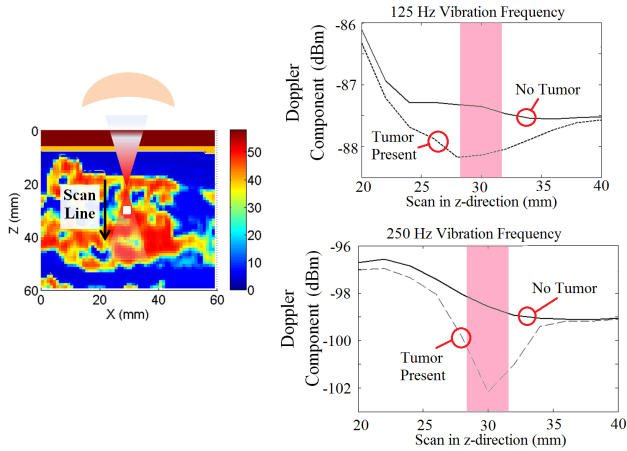 0
20
40
60
Z (mm)
0
20
40
60
X (mm)
Scan
Line
50
40
30
20
10
0
125 Hz Vibration Frequency
Doppler
Component (dBm)
-86
-87
-88
No Tumor
Tumor
Present
20
25
30
35
40
Scan in z-direction (mm)
250 Hz Vibration Frequency
Doppler
Component (dBm)
-96
-98
-100
-102
No Tumor
Tumor
Present
20
25
30
35
40
Scan in z-direction (mm)